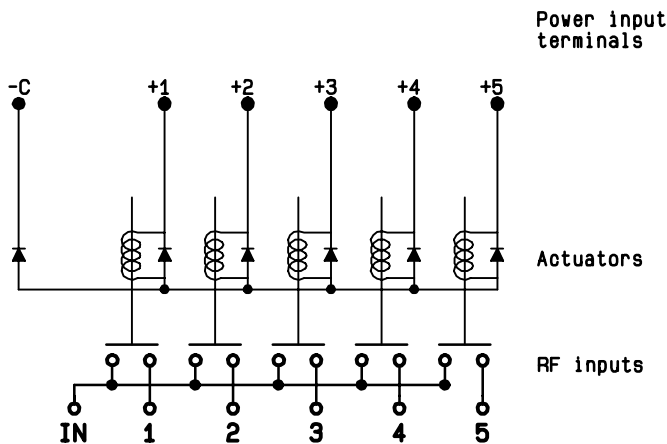 Power input
terminals
-C +1 +2 +3 +4 +5
Actuators
RF inputs
IN 1 2 3 4 5